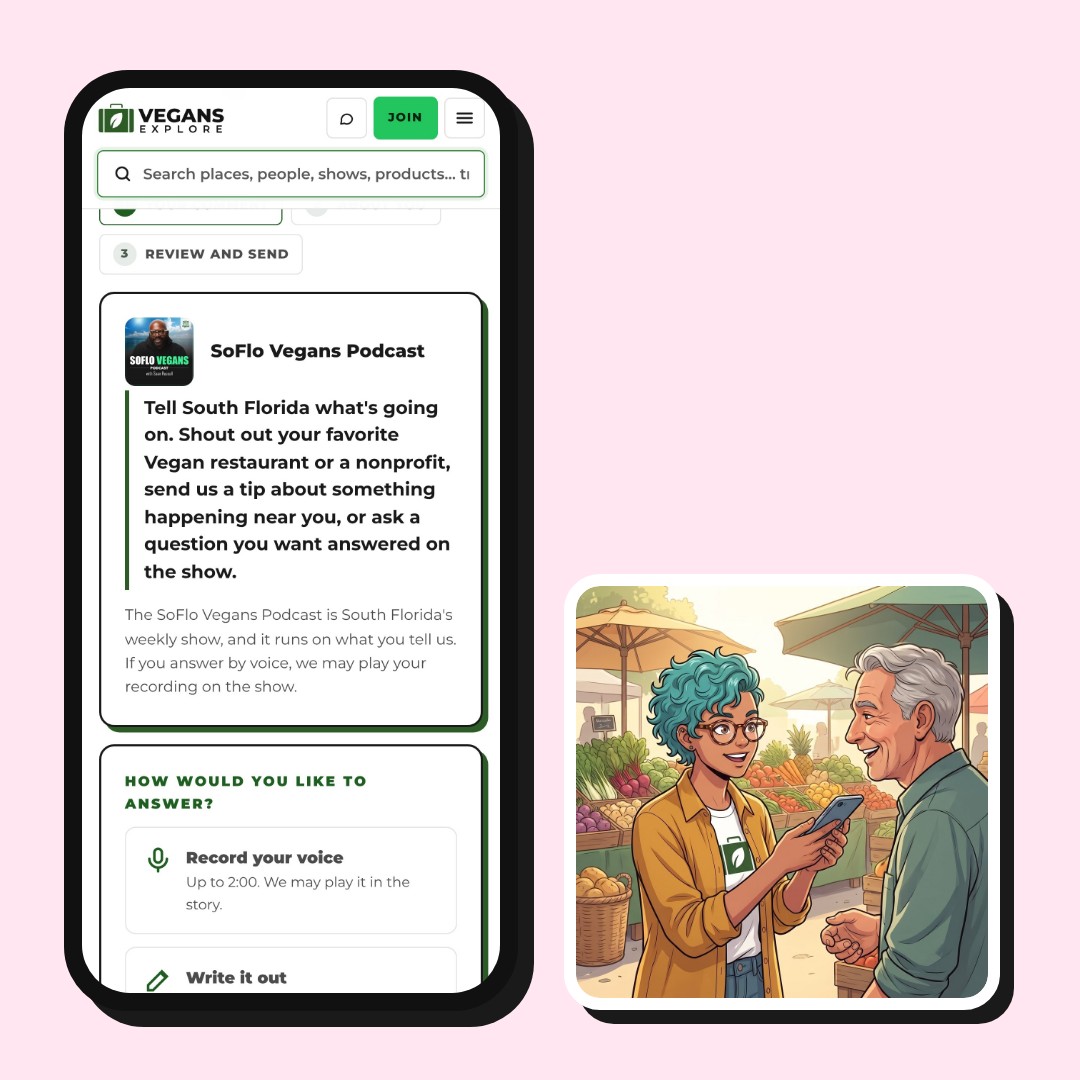 VEGANS
EXPLORE
JOIN
Search places, people, shows, products...
3 REVIEW AND SEND
SOFLO VEGANS
PODCAST
SoFlo Vegans Podcast
Tell South Florida what's going
on. Shout out your favorite
Vegan restaurant or a nonprofit,
send us a tip about something
happening near you, or ask a
question you want answered on
the show.
The SoFlo Vegans Podcast is South Florida's
weekly show, and it runs on what you tell us.
If you answer by voice, we may play your
recording on the show.
HOW WOULD YOU LIKE TO
ANSWER?
Record your voice
Up to 2:00. We may play it in the
story.
Write it out